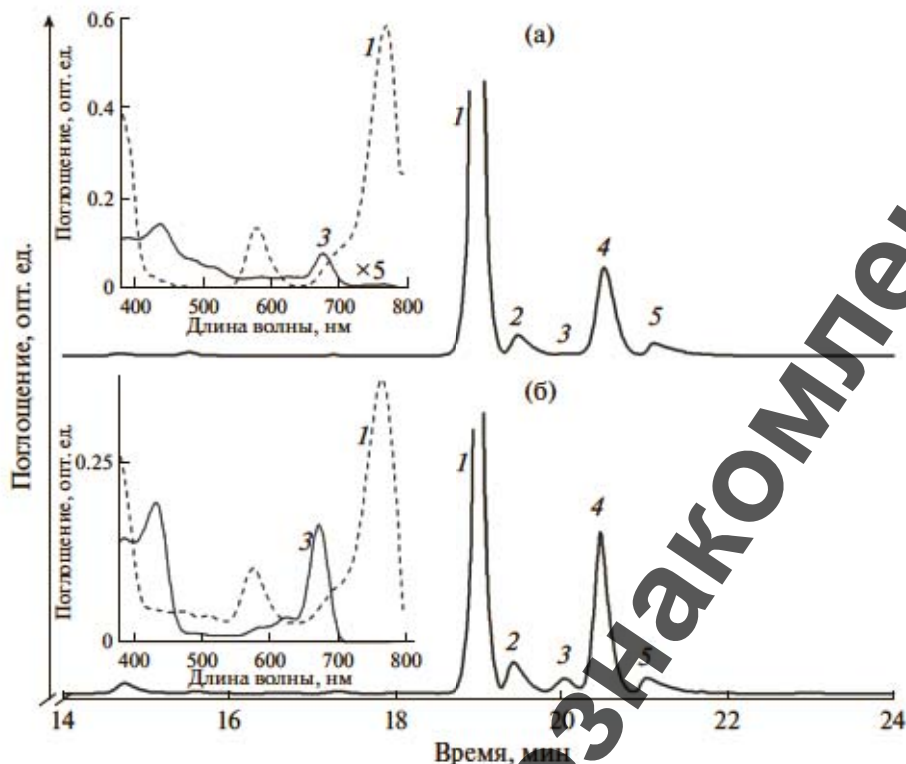 Поглощение, опт. ед.
(а)
Поглощение, опт. ед.
0.6
0.4
0.2
0
1
3
×5
400 500 600 700 800
Длина волны, нм
1
2
3
4
5
(б)
Поглощение, опт. ед.
0.25
0
1
3
400 500 600 700 800
Длина волны, нм
1
2
3
4
5
14 16 18 20 22 24
Время, мин